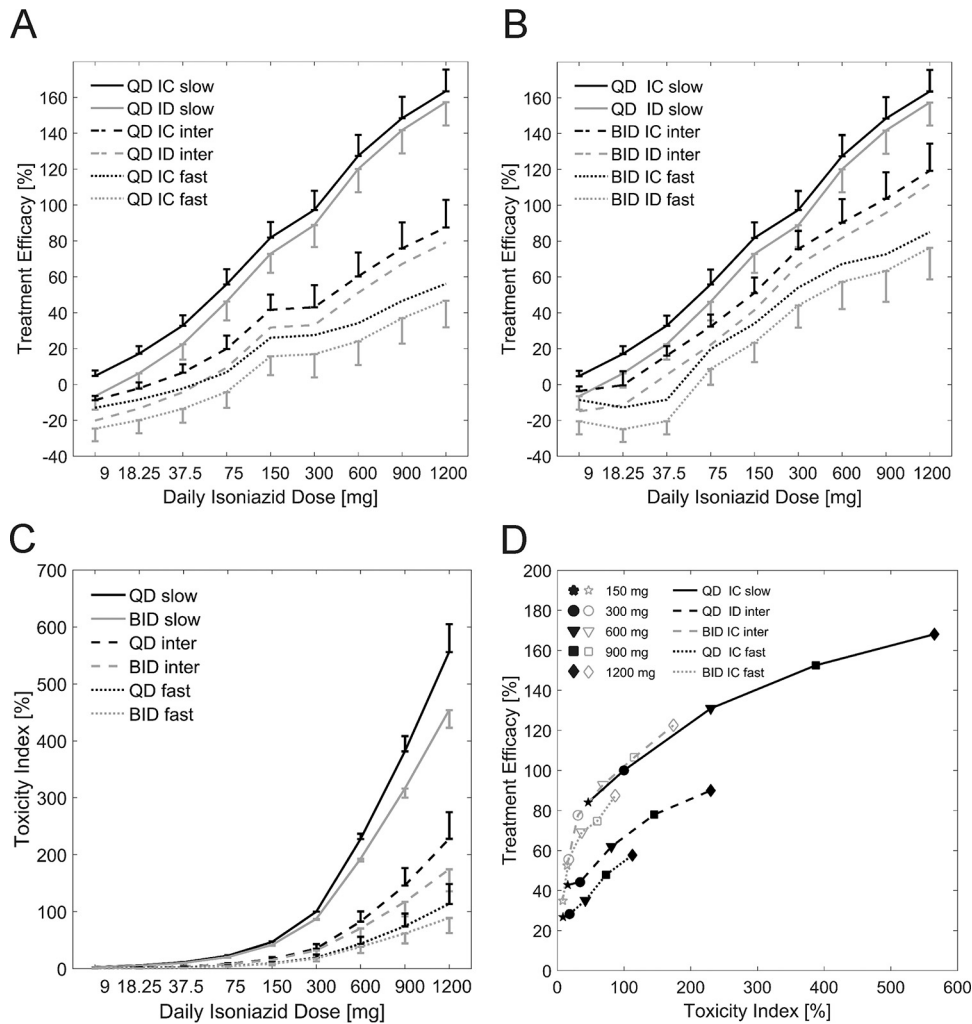 A
QD IC slow
QD ID slow
QD IC inter
QD ID inter
QD IC fast
QD IC fast
Treatment Efficacy [%]
160
140
120
100
80
60
40
20
0
-20
-40
9 18.25 37.5 75 150 300 600 900 1200
Daily Isoniazid Dose [mg]
B
QD IC slow
QD ID slow
BID IC inter
BID ID inter
BID IC fast
BID ID fast
Treatment Efficacy [%]
160
140
120
100
80
60
40
20
0
-20
-40
9 18.25 37.5 75 150 300 600 900 1200
Daily Isoniazid Dose [mg]
C
QD slow
BID slow
QD inter
BID inter
QD fast
BID fast
Toxicity Index [%]
700
600
500
400
300
200
100
0
9 18.25 37.5 75 150 300 600 900 1200
Daily Isoniazid Dose [mg]
D
150 mg
300 mg
600 mg
900 mg
1200 mg
QD IC slow
QD ID inter
BID IC inter
QD IC fast
BID IC fast
Treatment Efficacy [%]
200
180
160
140
120
100
80
60
40
20
0
0 100 200 300 400 500 600
Toxicity Index [%]